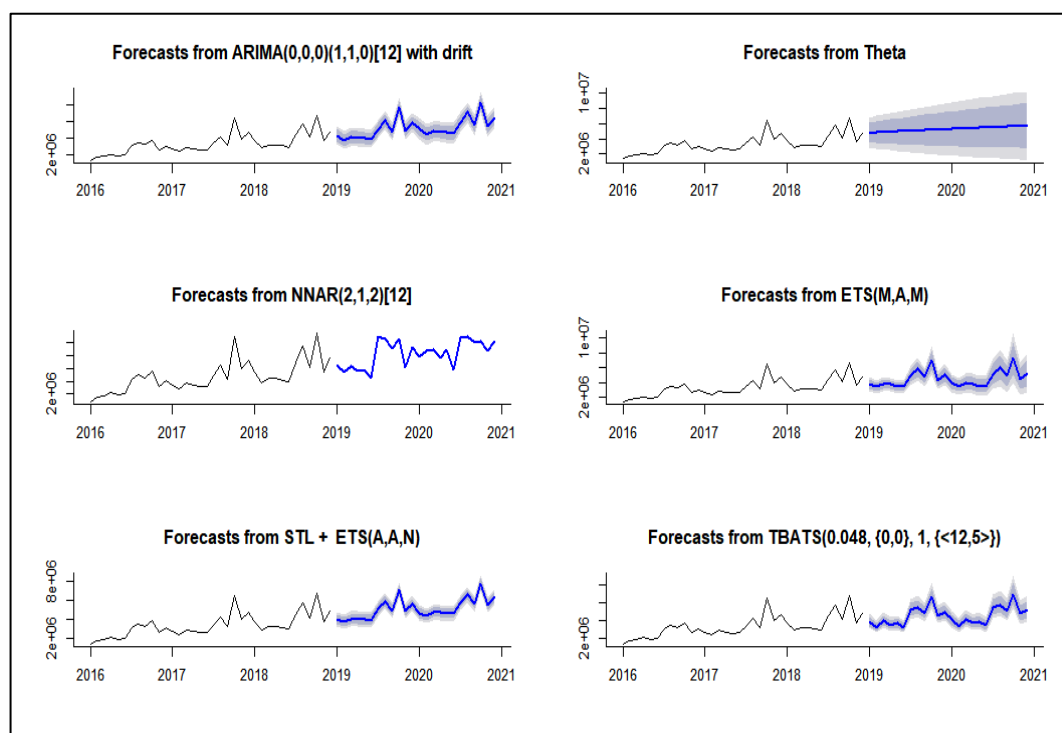 Forecasts from ARIMA(0,0,0)(1,1,0)[12] with drift
2e+06
2016 2017 2018 2019 2020 2021
Forecasts from Theta
2e+06 1e+07
2016 2017 2018 2019 2020 2021
Forecasts from NNAR(2,1,2)[12]
2e+06
2016 2017 2018 2019 2020 2021
Forecasts from ETS(M,A,M)
2e+06 1e+07
2016 2017 2018 2019 2020 2021
Forecasts from STL + ETS(A,A,N)
2e+06 8e+06
2016 2017 2018 2019 2020 2021
Forecasts from TBATS(0.048, {0,0}, 1, {<12,5>})
2e+06
2016 2017 2018 2019 2020 2021